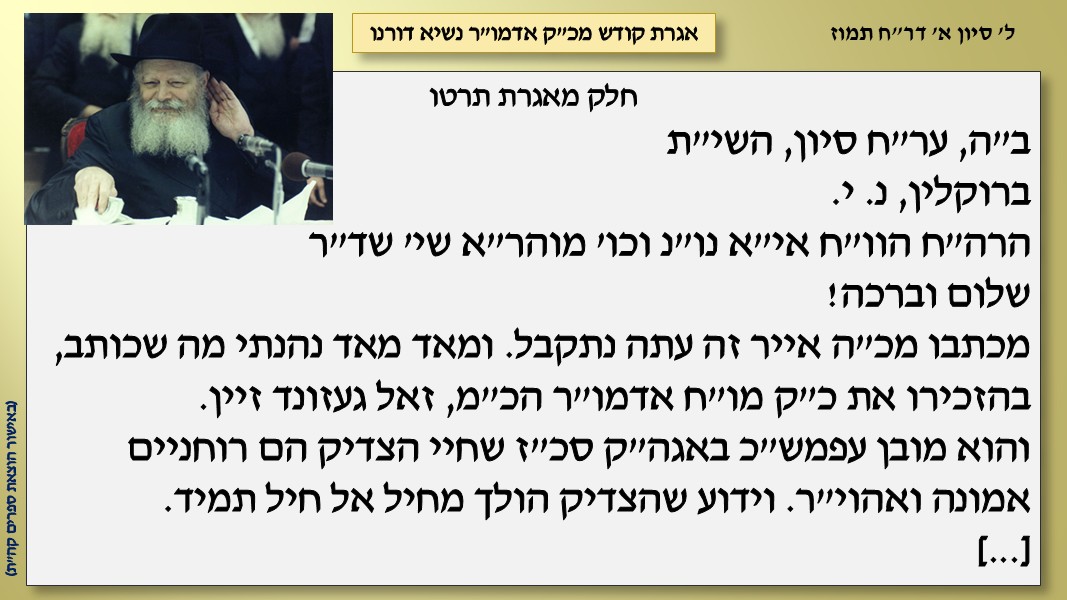 ל׳ סיון א׳ דר״ח תמוז
אגרת קודש מכ״ק אדמו״ר נשיא דורנו
חלק מאגרת תרטו
ב״ה, ער״ח סיון, השי״ת
ברוקלין, נ. י.
הרה״ח הוו״ח אי״א נו״נ וכו׳ מוהר״א שי׳ שד״ר
שלום וברכה!
מכתבו מכ״ה אייר זה עתה נתקבל. ומאד מאד נהנתי מה שכותב,
בהזכירו את כ״ק מו״ח אדמו״ר הכ״מ, זאל געזונד זיין.
והוא מובן עפמש״כ באגה״ק סכ״ז שחיי הצדיק הם רוחניים
אמונה ואהוי״ר. וידוע שהצדיק הולך מחיל אל חיל תמיד.
[...]
(באישור הוצאת ספרים קה״ת)